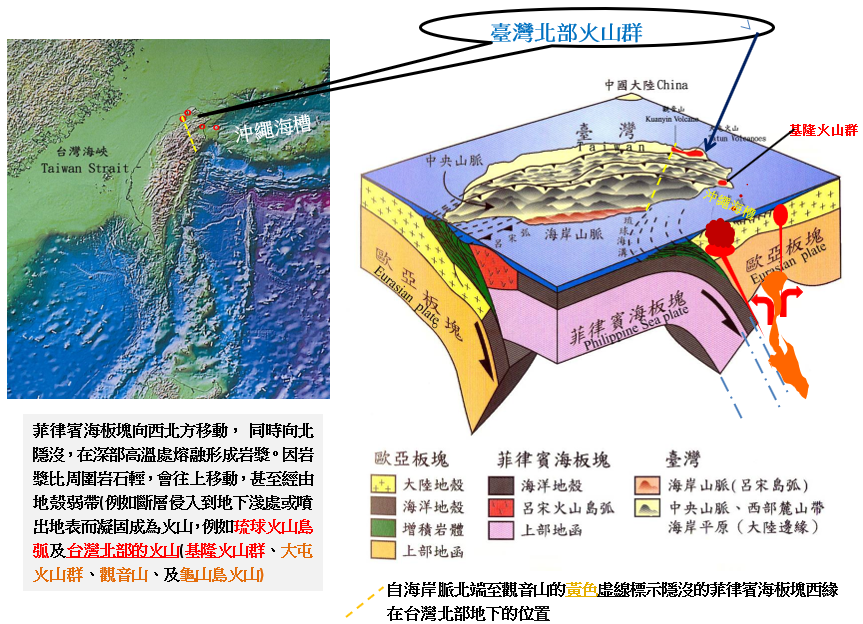 臺灣北部火山群
沖繩海槽
台灣海峽
Taiwan Strait
中國大陸China
觀音山
Kuanyin Volcano
火山
Volcanoes
基隆火山群
臺灣
Taiwan
中央山脈
沖繩海槽
呂宋弧
海岸山脈
琉球海溝
歐亞板塊
Eurasian plate
菲律賓海板塊
Philippine Sea plate
歐亞板塊
Eurasian plate
菲律賓海板塊向西北方移動， 同時向北
隱沒，在深部高溫處熔融形成岩漿。因岩
漿比周圍岩石輕，會往上移動，甚至經由
地殼弱帶(例如斷層侵入到地下淺處或噴
出地表而凝固成為火山，例如琉球火山島
弧及台灣北部的火山(基隆火山群、大屯
火山群、觀音山、及龜山島火山)
歐亞板塊
大陸地殼
海洋地殼
增積岩體
上部地函
菲律賓海板塊
海洋地殼
呂宋火山島弧
上部地函
臺灣
海岸山脈(呂宋島弧)
中央山脈、西部麓山帶
海岸平原（大陸邊緣）
自海岸脈北端至觀音山的黃色虛線標示隱沒的菲律賓海板塊西緣
在台灣北部地下的位置